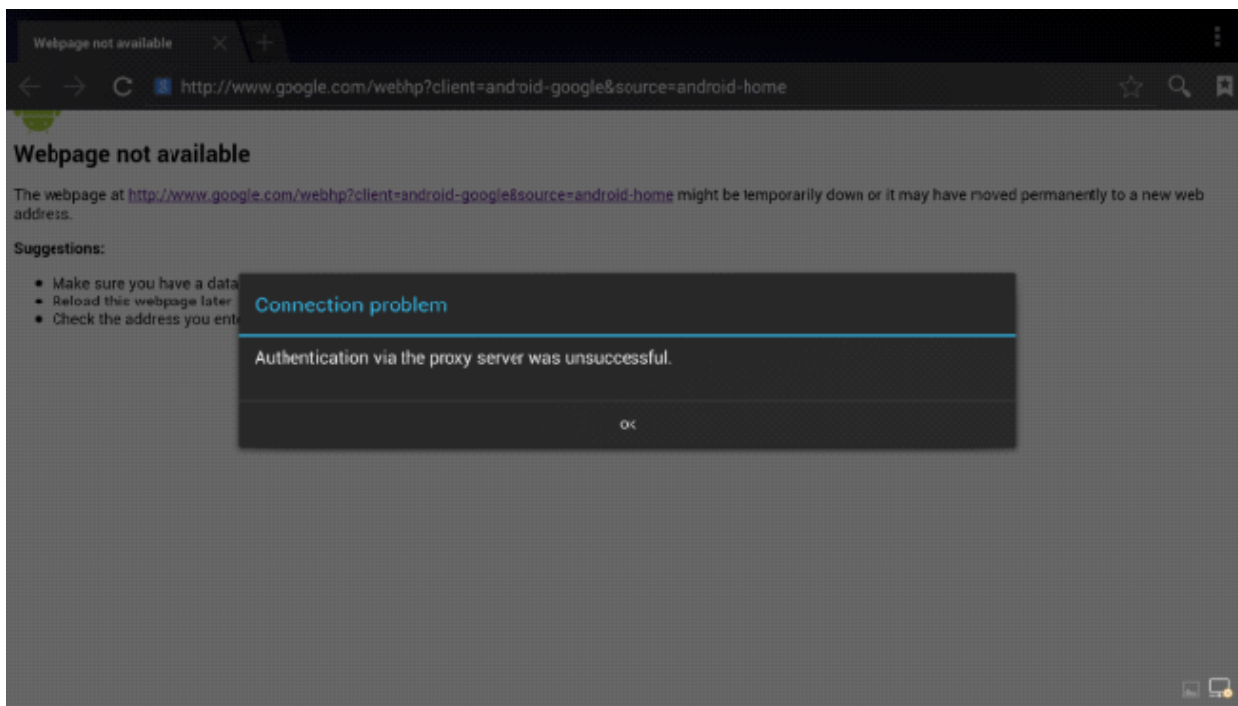 Webpage not available
http://www.google.com/webhp?client=android-google&source=android-home
Webpage not available
The webpage at http://www.google.com/webhp?client=android-google&source=android-home might be temporarily down or it may have moved permanently to a new web
address.
Suggestions:
Make sure you have a data
Reload this webpage later
Check the address you ente
Connection problem
Authentication via the proxy server was unsuccessful.
OK